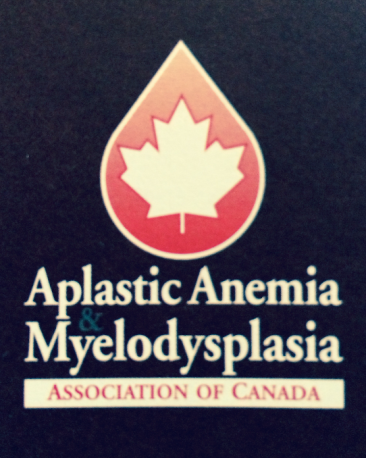 Aplastic Anemia
&
Myelodysplasia
ASSOCIATION OF CANADA